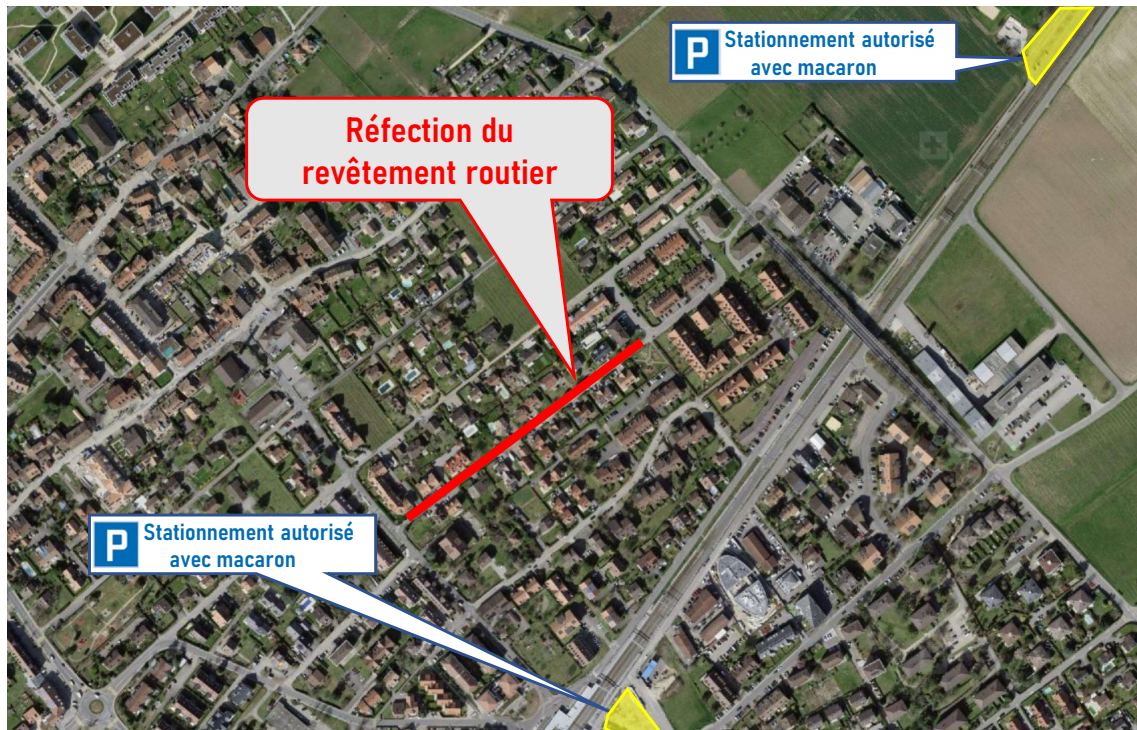 P Stationnement autorisé
avec macaron
Réfection du
revêtement routier
P Stationnement autorisé
avec macaron